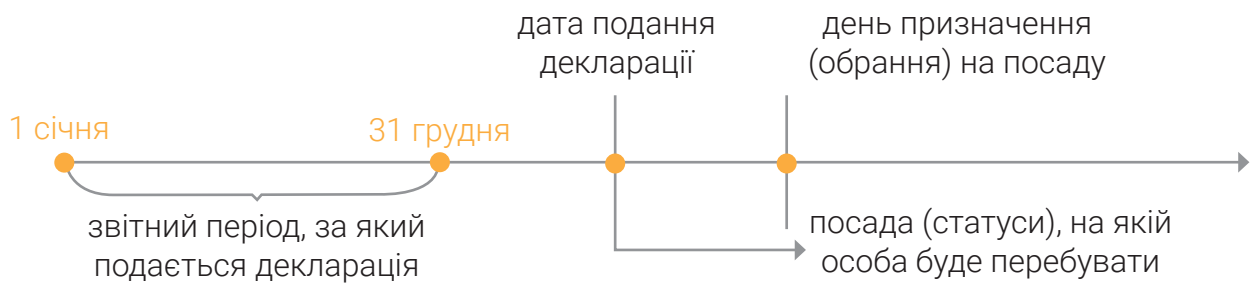 дата подання
декларації
день призначення
(обрання) на посаду
1 січня
31 грудня
звітний період, за який
подається декларація
посада (статуси), на якій
особа буде перебувати